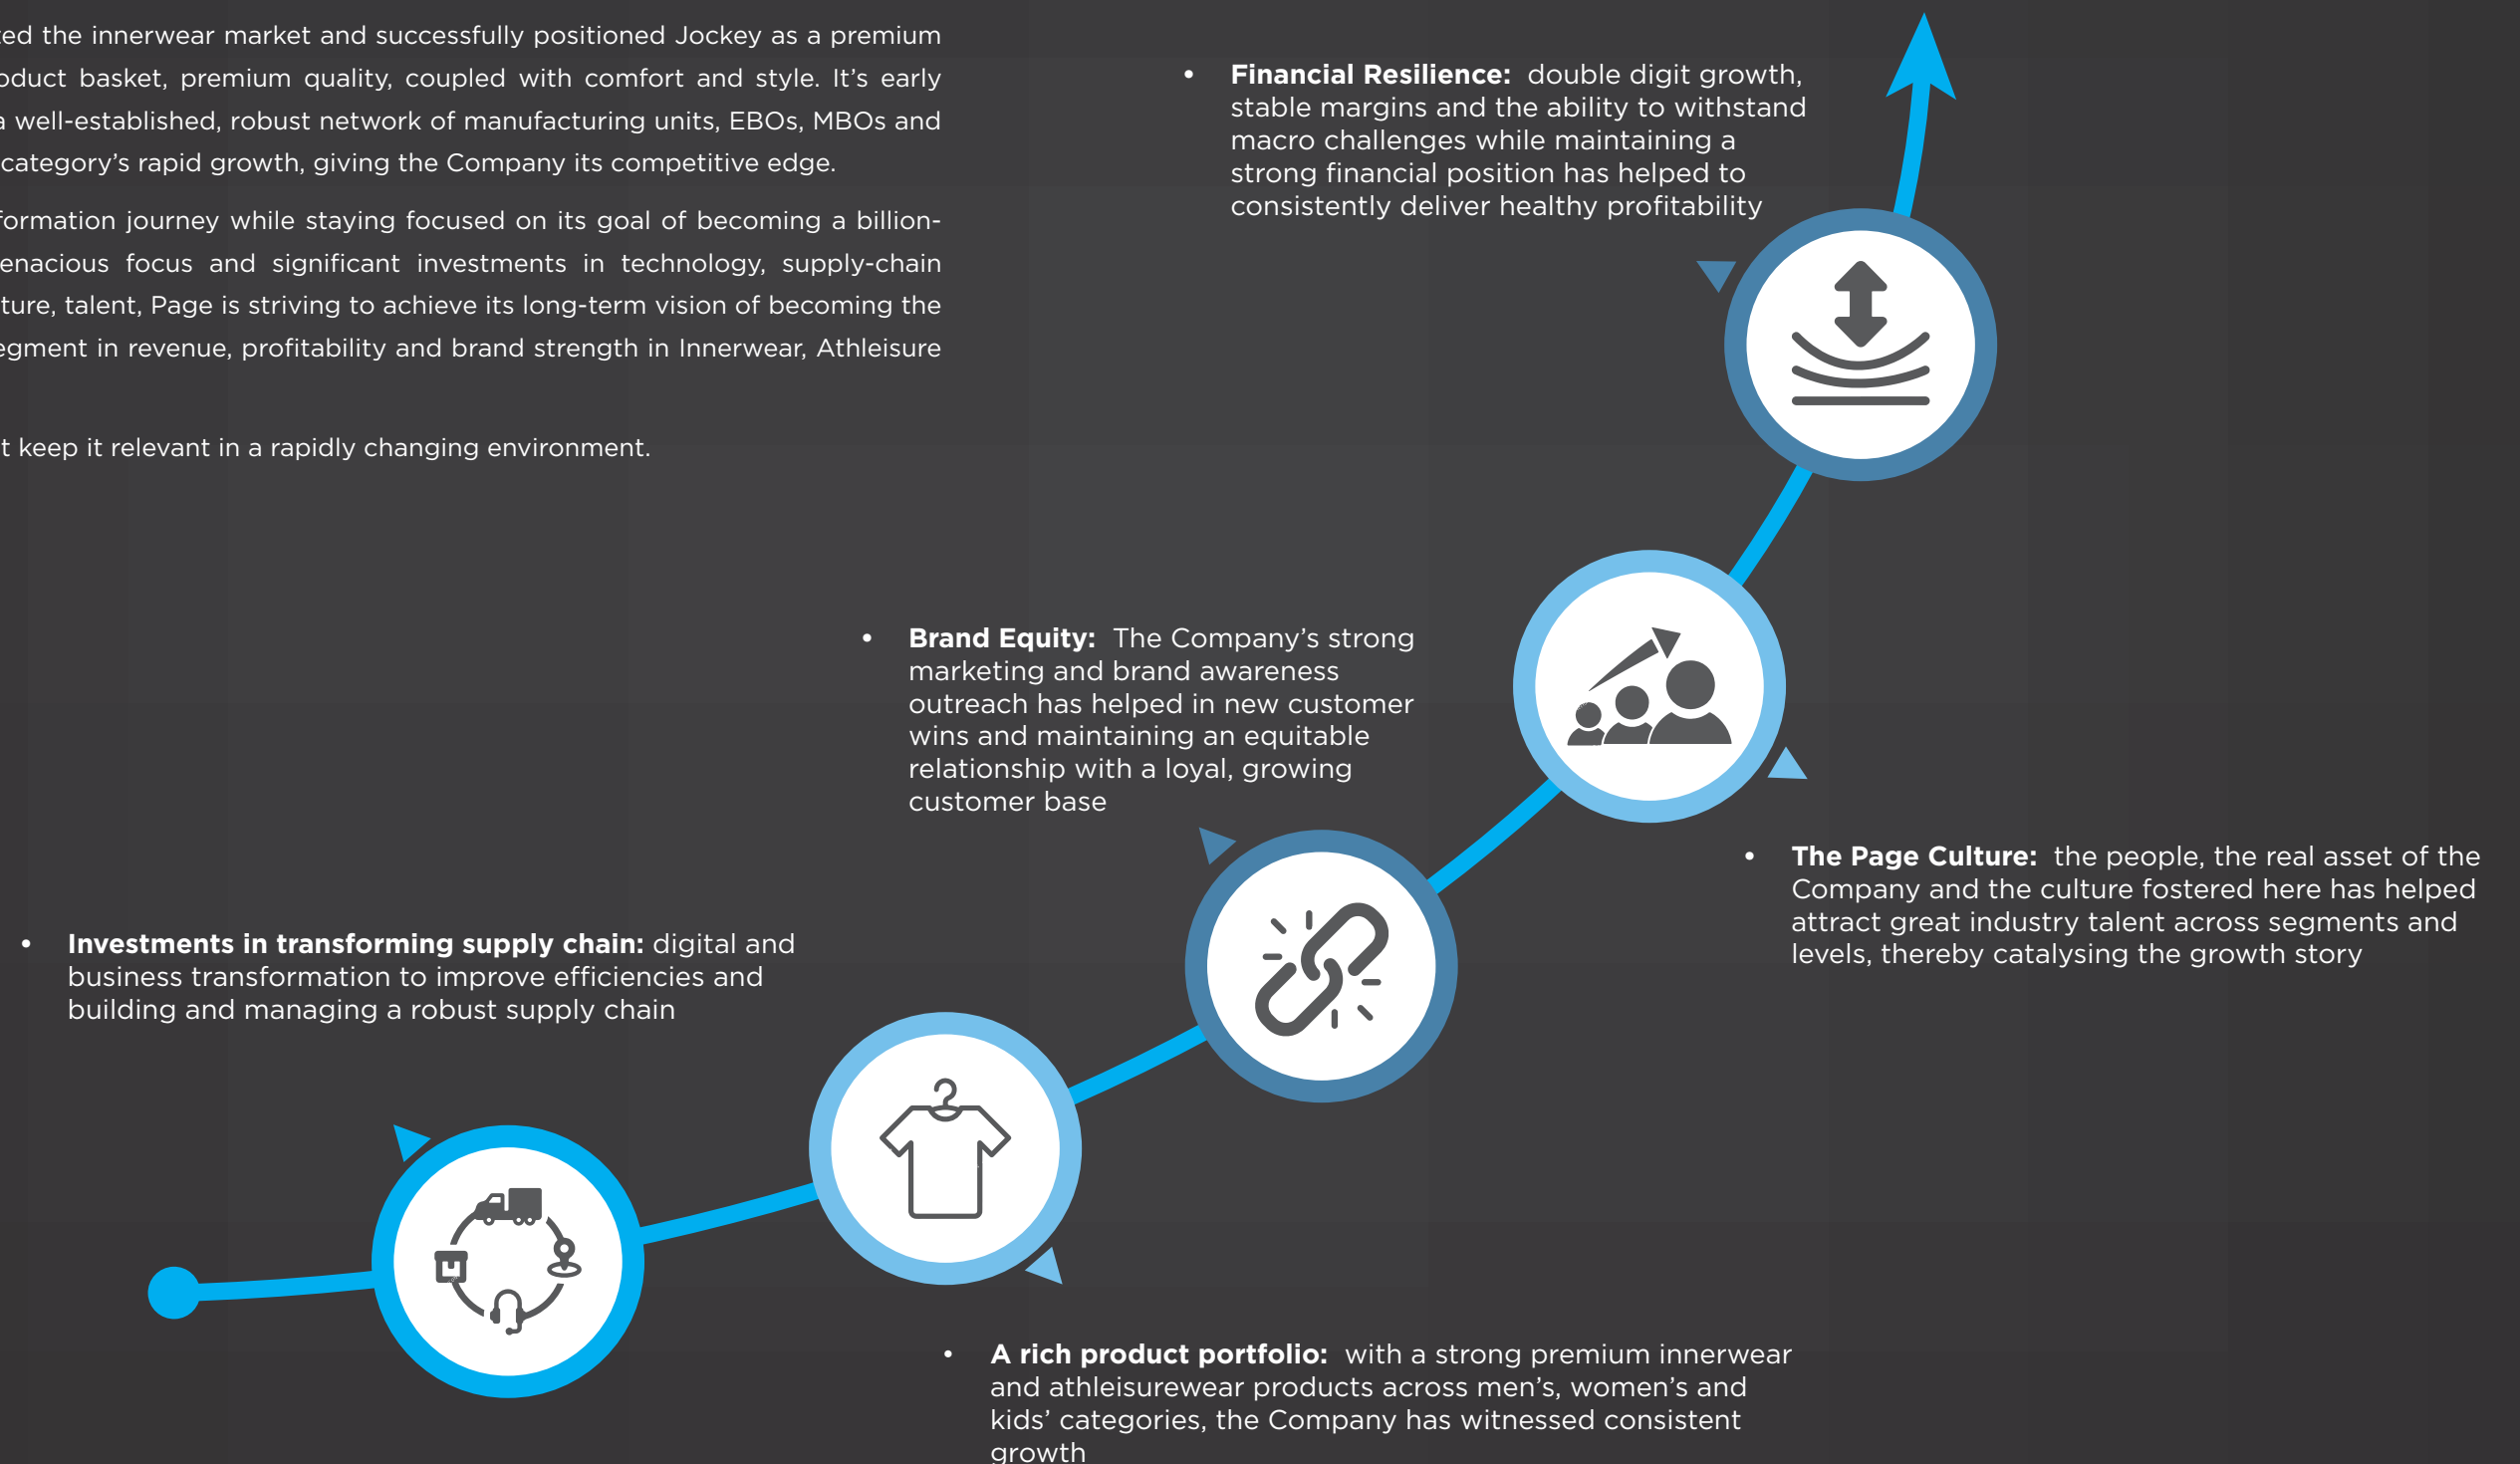 ted the innerwear market and successfully positioned Jockey as a premium
oduct basket, premium quality, coupled with comfort and style. It’s early
a well-established, robust network of manufacturing units, EBOs, MBOs and
category’s rapid growth, giving the Company its competitive edge.
formation journey while staying focused on its goal of becoming a billion-
enacious focus and significant investments in technology, supply-chain
ture, talent, Page is striving to achieve its long-term vision of becoming the
egment in revenue, profitability and brand strength in Innerwear, Athleisure
t keep it relevant in a rapidly changing environment.
• Financial Resilience: double digit growth,
stable margins and the ability to withstand
macro challenges while maintaining a
strong financial position has helped to
consistently deliver healthy profitability
• Brand Equity: The Company’s strong
marketing and brand awareness
outreach has helped in new customer
wins and maintaining an equitable
relationship with a loyal, growing
customer base
• The Page Culture: the people, the real asset of the
Company and the culture fostered here has helped
attract great industry talent across segments and
levels, thereby catalysing the growth story
• Investments in transforming supply chain: digital and
business transformation to improve efficiencies and
building and managing a robust supply chain
• A rich product portfolio: with a strong premium innerwear
and athleisurewear products across men’s, women’s and
kids’ categories, the Company has witnessed consistent
growth